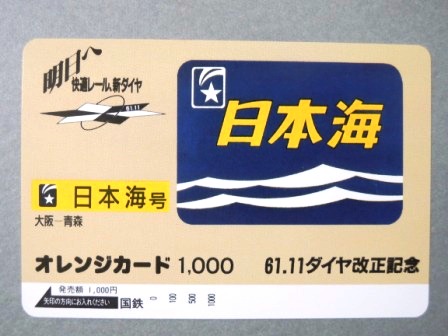 明日へ
快適レール、新ダイヤ
61.11
日本海
日本海号
大阪―青森
オレンジカード 1,000
61.11ダイヤ改正記念
発売額 1,000円
矢印の方向にお入れください
国鉄
0 100 500 1000